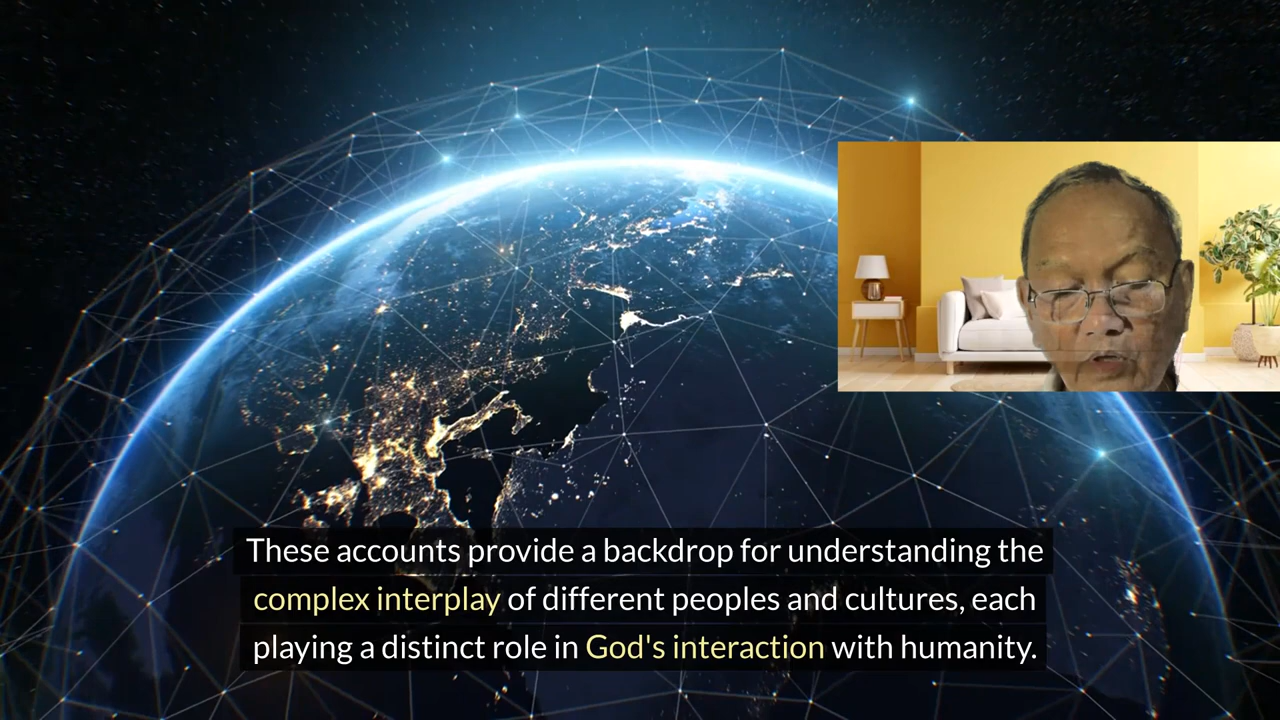 These accounts provide a backdrop for understanding the
complex interplay of different peoples and cultures, each
playing a distinct role in God's interaction with humanity.